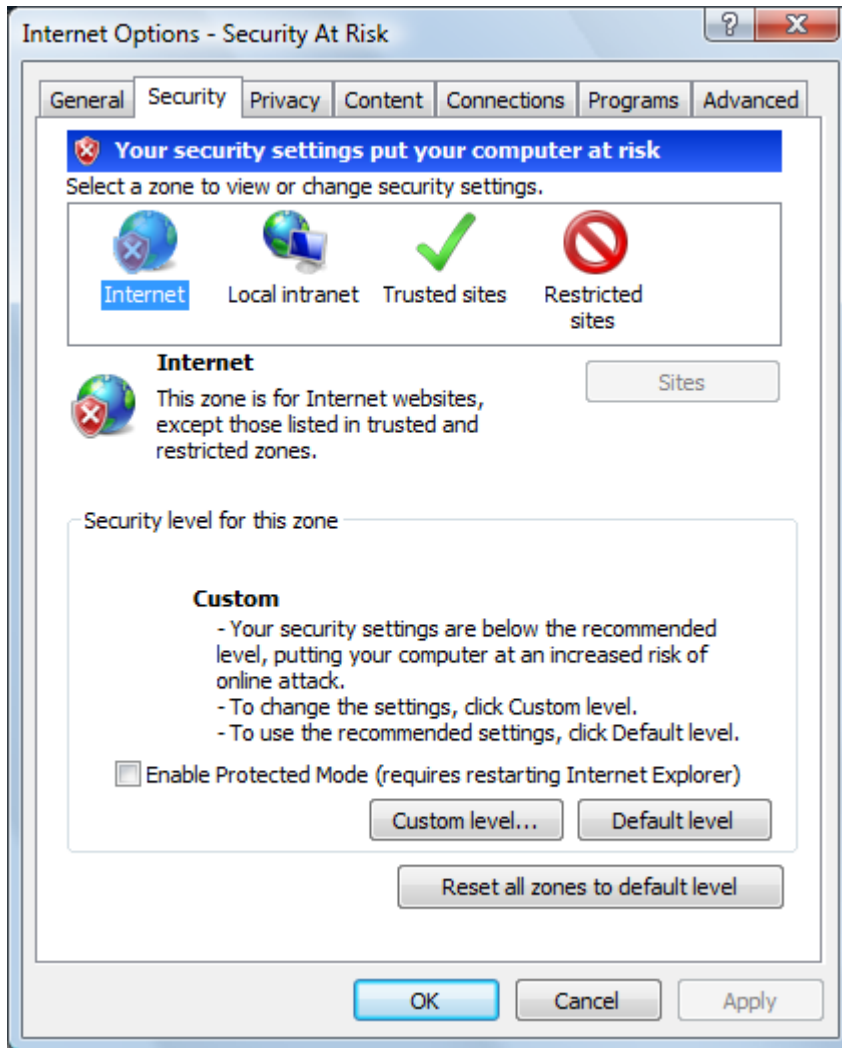 Internet Options - Security At Risk
General Security Privacy Content Connections Programs Advanced
Your security settings put your computer at risk
Select a zone to view or change security settings.
Internet Local intranet Trusted sites Restricted
sites
Internet
Sites
This zone is for Internet websites,
except those listed in trusted and
restricted zones.
Security level for this zone
Custom
- Your security settings are below the recommended
level, putting your computer at an increased risk of
online attack.
- To change the settings, click Custom level.
- To use the recommended settings, click Default level.
Enable Protected Mode (requires restarting Internet Explorer)
Custom level... Default level
Reset all zones to default level
OK Cancel Apply